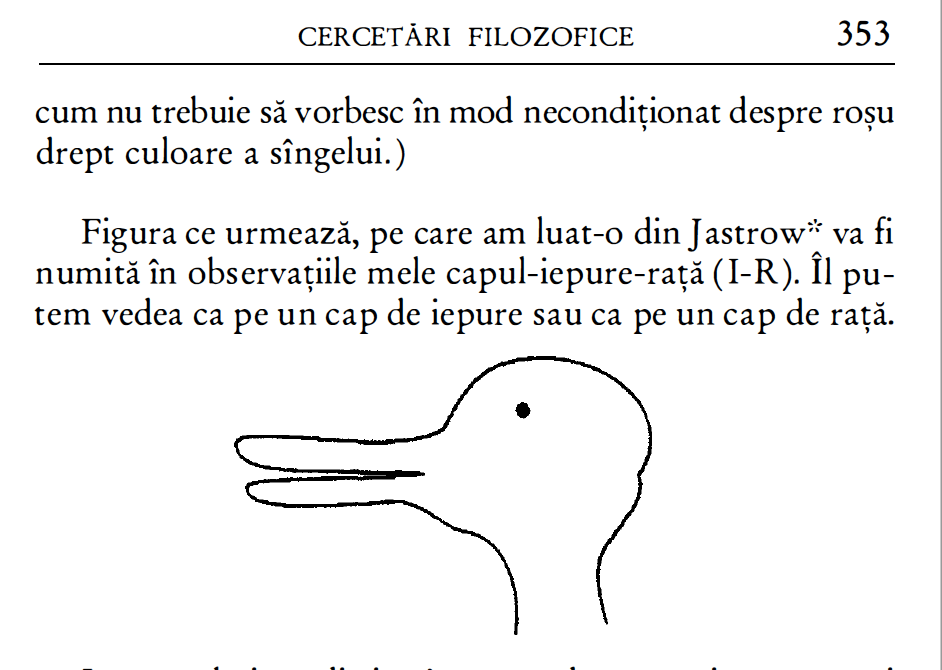 CERCETĂRI FILOZOFICE 353
cum nu trebuie să vorbesc în mod necondiționat despre roșu
drept culoare a sîngelui.)
Figura ce urmează, pe care am luat-o din Jastrow* va fi
numită în observațiile mele capul-iepure-rață (I-R). Îl pu-
tem vedea ca pe un cap de iepure sau ca pe un cap de rață.